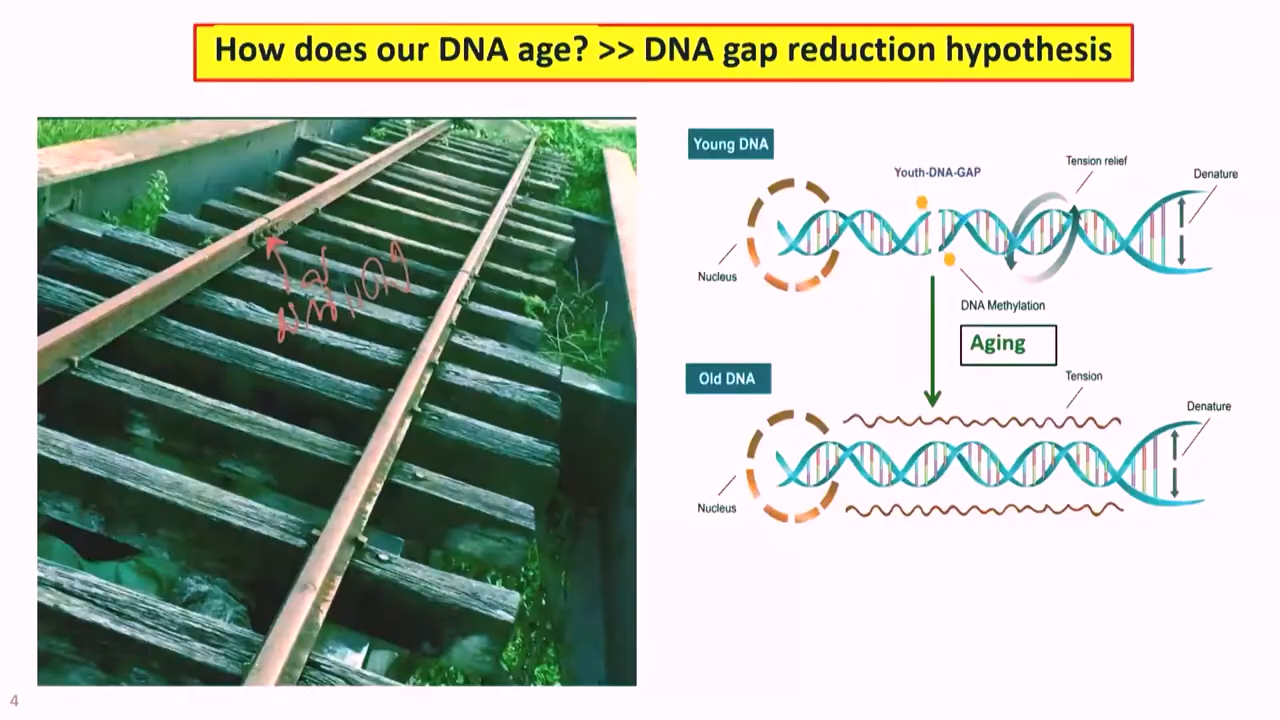 How does our DNA age? >> DNA gap reduction hypothesis
Young DNA
Youth-DNA-GAP
Tension relief
Denature
Nucleus
DNA Methylation
Aging
Old DNA
Tension
Denature
Nucleus
4